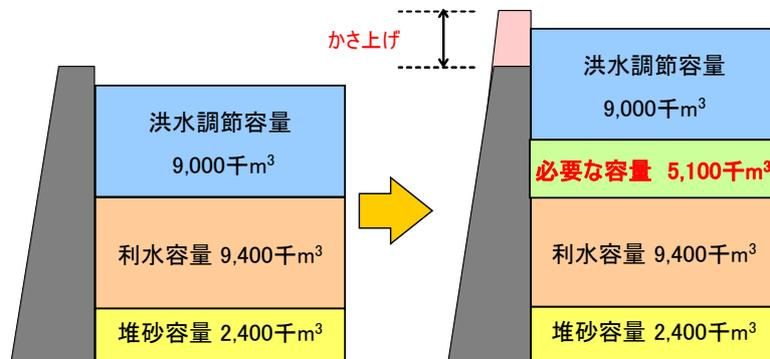 かさ上げ
洪水調節容量
9,000千m³
利水容量 9,400千m³
堆砂容量 2,400千m³
洪水調節容量
9,000千m³
必要な容量 5,100千m³
利水容量 9,400千m³
堆砂容量 2,400千m³